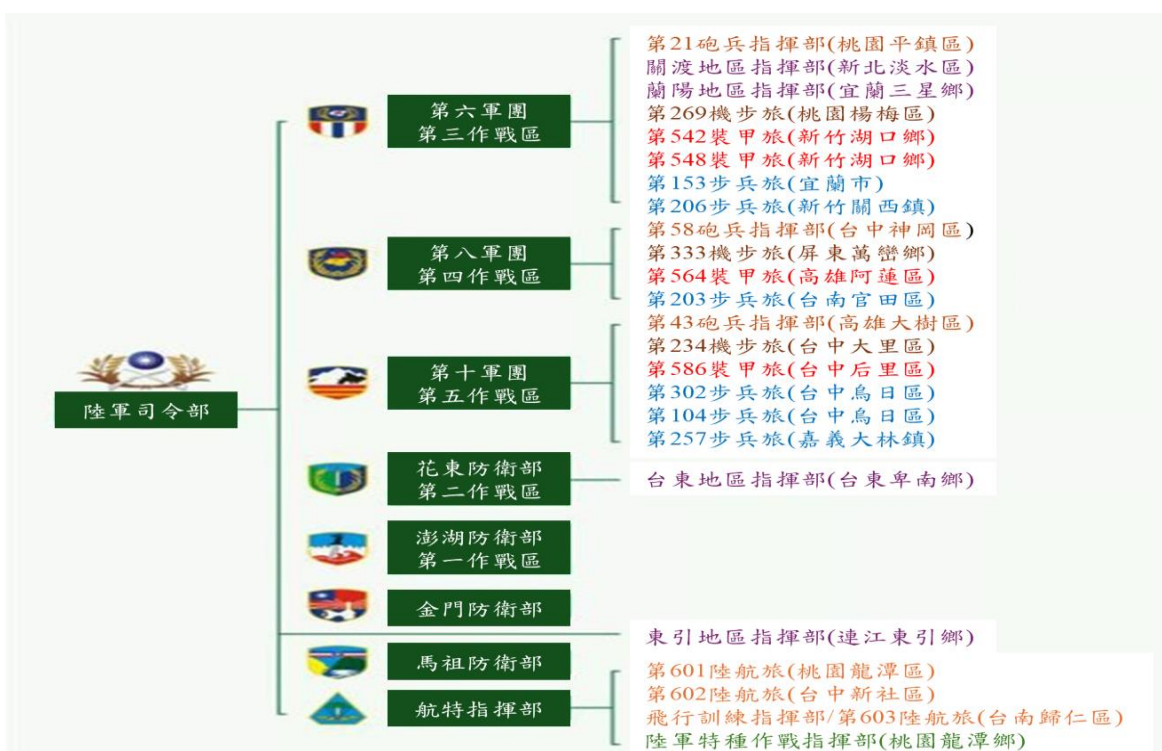 陸軍司令部
第六軍團
第三作戰區
第21砲兵指揮部(桃園平鎮區)
關渡地區指揮部(新北淡水區)
蘭陽地區指揮部(宜蘭三星鄉)
第269機步旅(桃園楊梅區)
第542裝甲旅(新竹湖口鄉)
第548裝甲旅(新竹湖口鄉)
第153步兵旅(宜蘭市)
第206步兵旅(新竹關西鎮)
第八軍團
第四作戰區
第58砲兵指揮部(台中神岡區)
第333機步旅(屏東萬巒鄉)
第564裝甲旅(高雄阿蓮區)
第203步兵旅(台南官田區)
第十軍團
第五作戰區
第43砲兵指揮部(高雄大樹區)
第234機步旅(台中大里區)
第586裝甲旅(台中后里區)
第302步兵旅(台中烏日區)
第104步兵旅(台中烏日區)
第257步兵旅(嘉義大林鎮)
花東防衛部
第二作戰區
台東地區指揮部(台東卑南鄉)
澎湖防衛部
第一作戰區
金門防衛部
東引地區指揮部(連江東引鄉)
馬祖防衛部
航特指揮部
第601陸航旅(桃園龍潭區)
第602陸航旅(台中新社區)
飛行訓練指揮部/第603陸航旅(台南歸仁區)
陸軍特種作戰指揮部(桃園龍潭鄉)